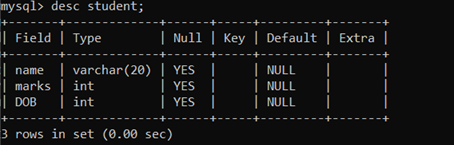 mysql> desc student;
+-------+-------------+------+-----+---------+-------+
| Field | Type        | Null | Key | Default | Extra |
+-------+-------------+------+-----+---------+-------+
| name  | varchar(20) | YES  |     | NULL    |       |
| marks | int         | YES  |     | NULL    |       |
| DOB   | int         | YES  |     | NULL    |       |
+-------+-------------+------+-----+---------+-------+
3 rows in set (0.00 sec)